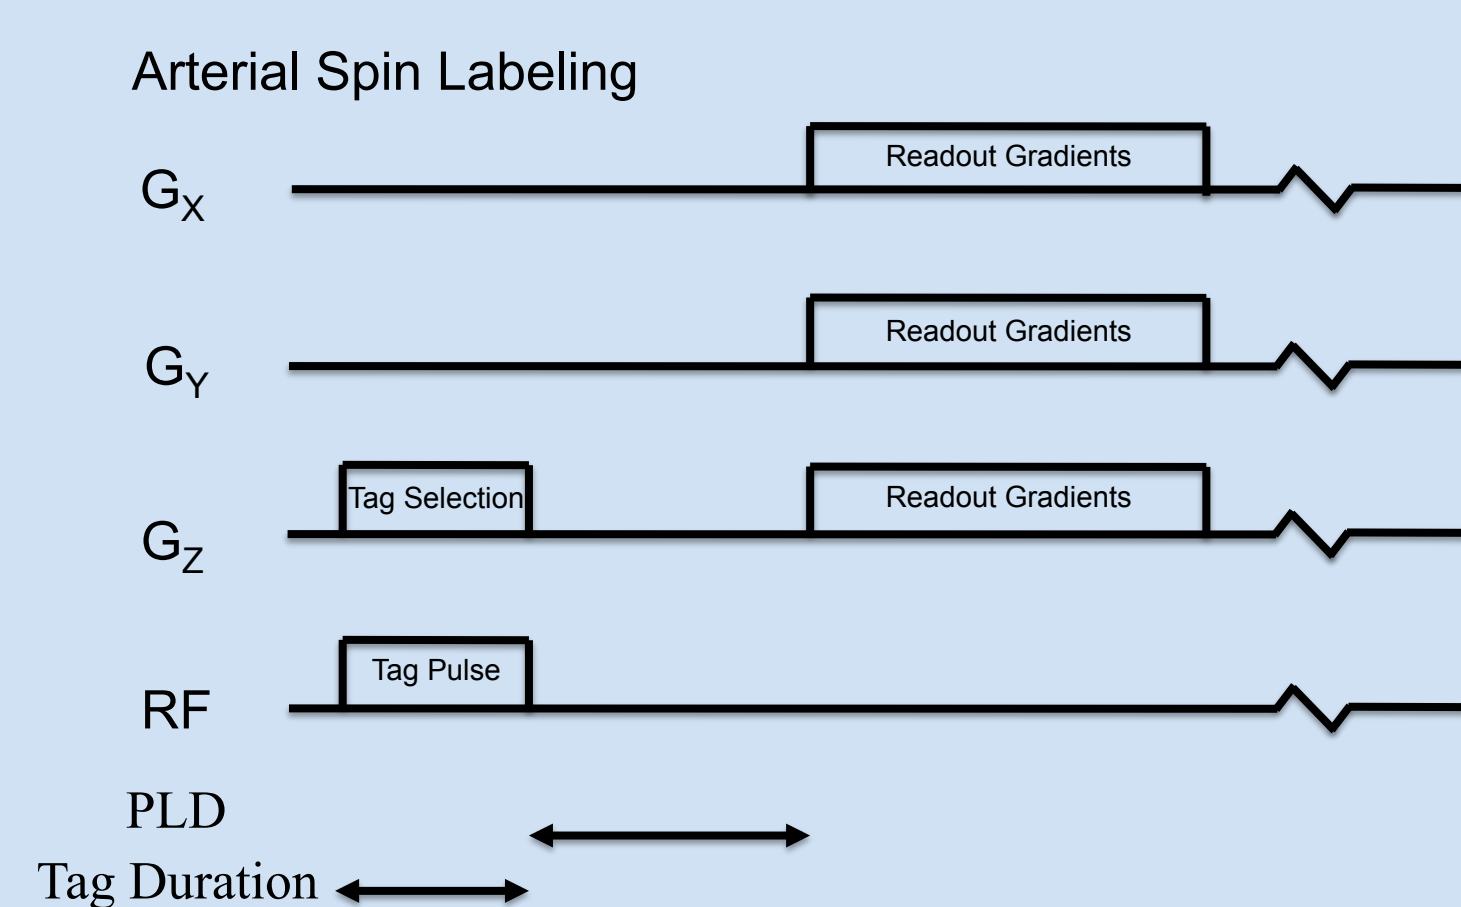 Arterial Spin Labeling
Readout Gradients
GX
Readout Gradients
GY
Tag Selection
Readout Gradients
GZ
Tag Pulse
RF
PLD
Tag Duration